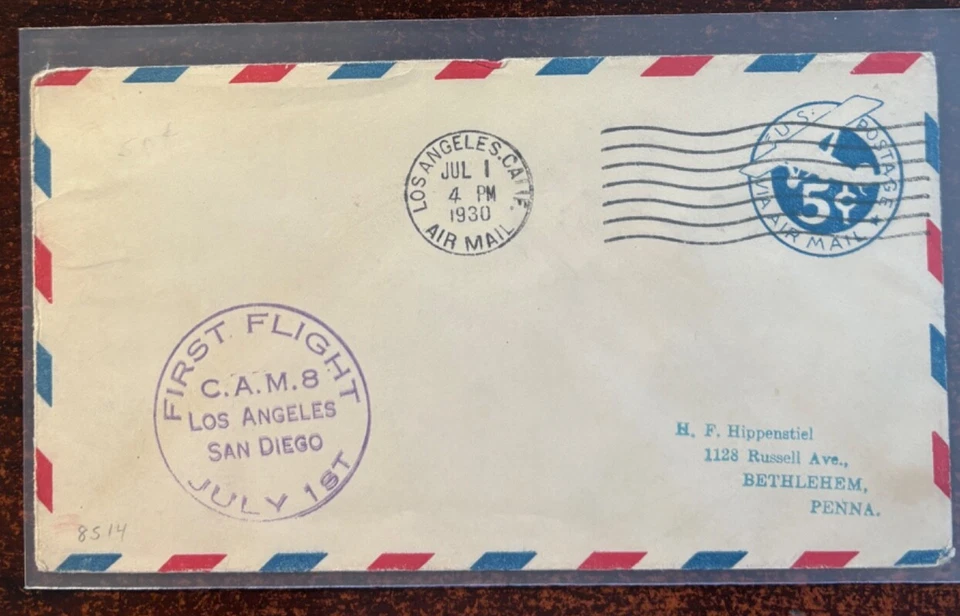 LOS ANGELES, CALIF.
JUL 1
4 PM
1930
AIR MAIL
U.S. POSTAGE
5
VIA AIR MAIL
FIRST FLIGHT
C.A.M.8
LOS ANGELES
SAN DIEGO
JULY 1ST
H. F. Hippenstiel
1128 Russell Ave.,
BETHLEHEM,
PENNA.
8514